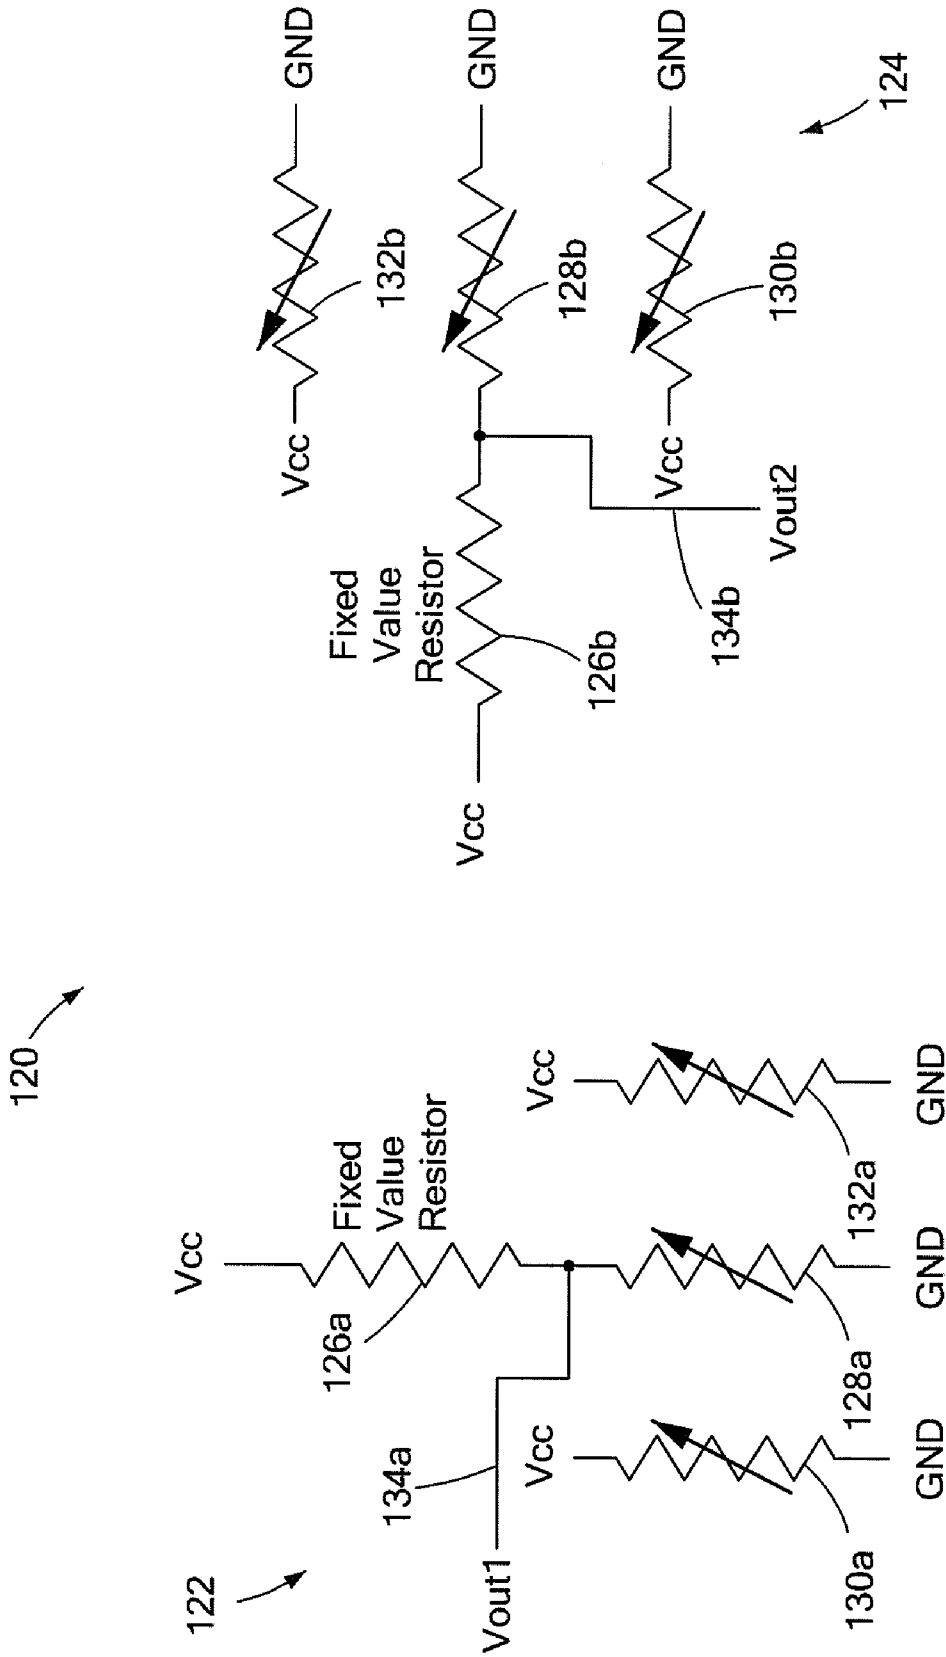 120
122
Vcc
Fixed
Value
Resistor
126a
134a
Vout1
Vcc
Vcc
130a
128a
132a
GND
GND
GND
124
Vcc
GND
132b
Fixed
Value
Resistor
Vcc
GND
126b
128b
Vcc
GND
130b
134b
Vout2